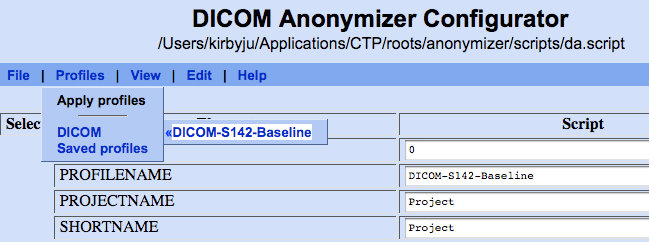 DICOM Anonymizer Configurator
/Users/kirbyju/Applications/CTP/roots/anonymizer/scripts/da.script
File | Profiles | View | Edit | Help
Apply profiles
DICOM
«DICOM-S142-Baseline
Saved profiles
Selec
Script
0
PROFILENAME DICOM-S142-Baseline
PROJECTNAME Project
SHORTNAME Project